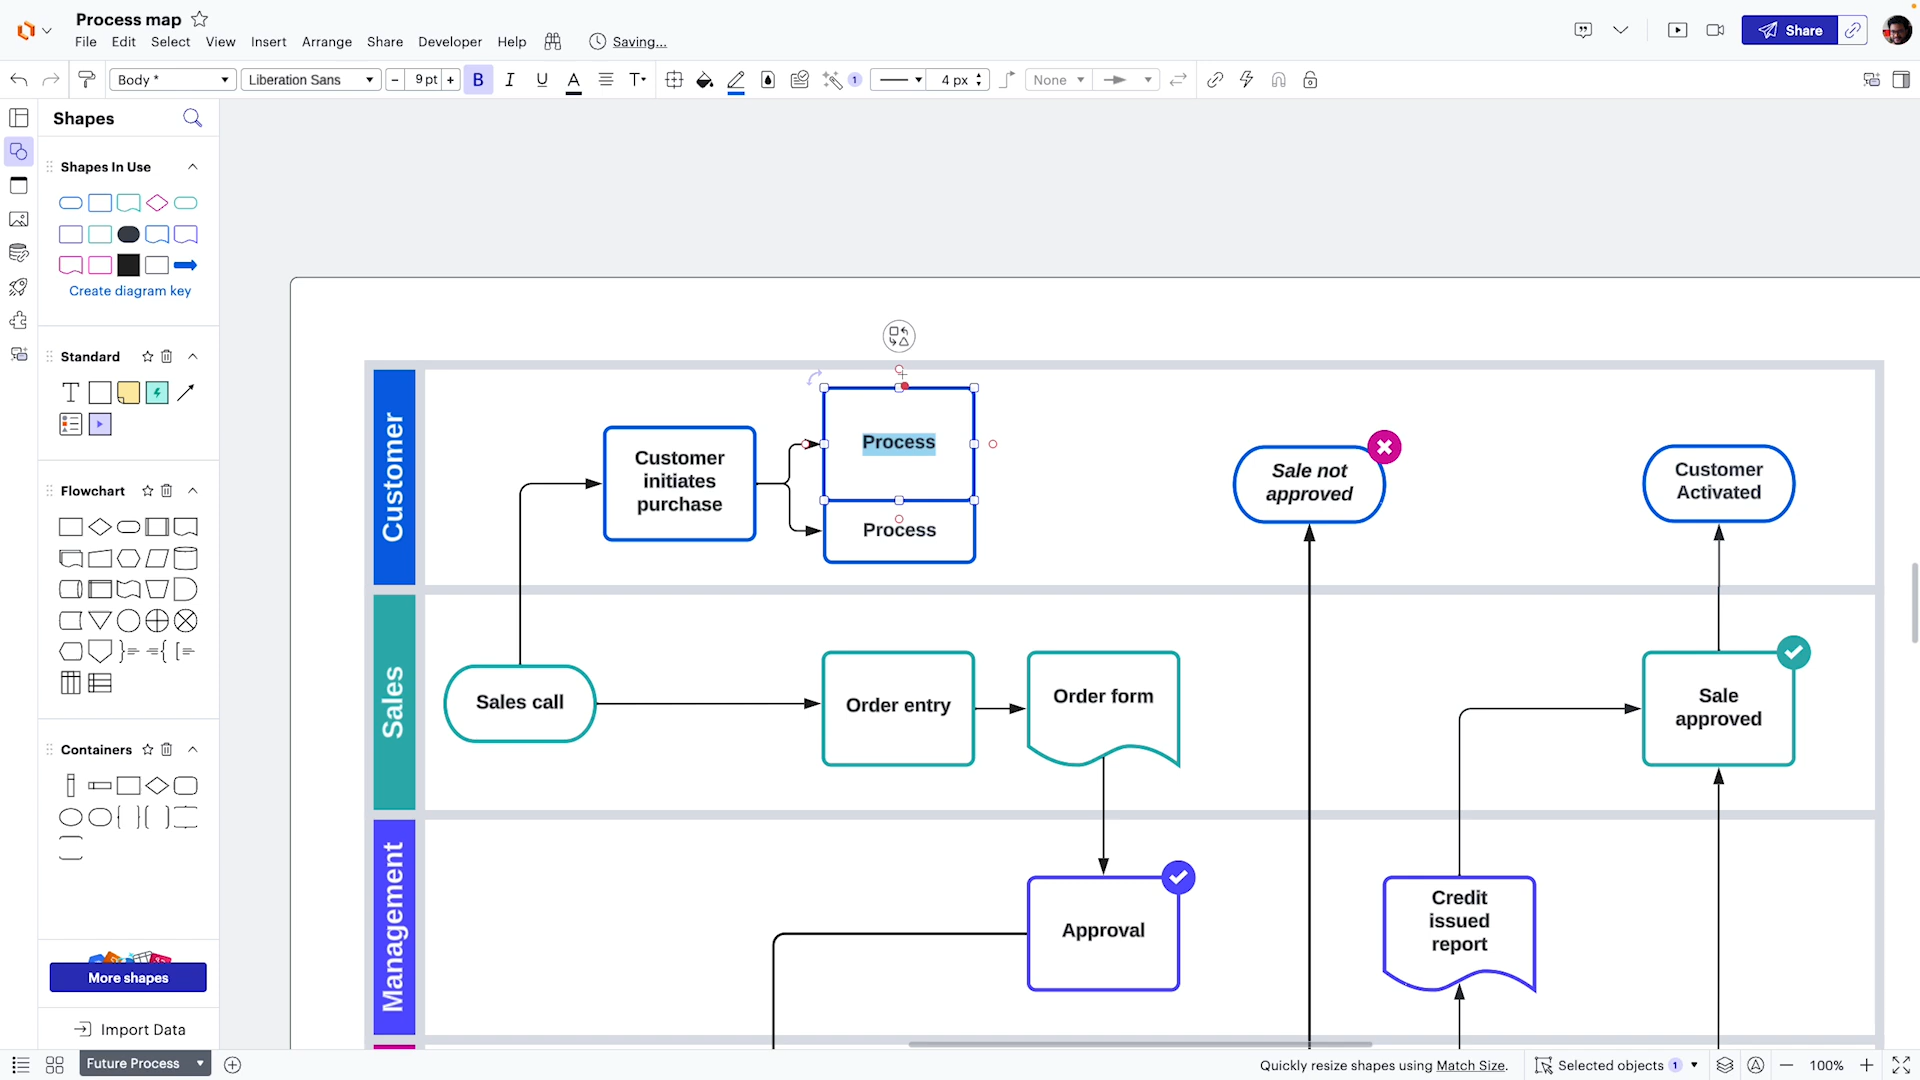 Process map
File Edit Select View Insert Arrange Share Developer Help Saving...
Share
Body * Liberation Sans − 9 pt + B I U A T 1 4 px None
Shapes
Shapes In Use
Create diagram key
Standard
T
Flowchart
Containers
More shapes
Import Data
Customer
Customer
initiates
purchase
Process
Process
Sale not
approved
Customer
Activated
Sales
Sales call
Order entry
Order form
Sale
approved
Management
Approval
Credit
issued
report
Future Process
Quickly resize shapes using Match Size.
Selected objects 1
− 100% +